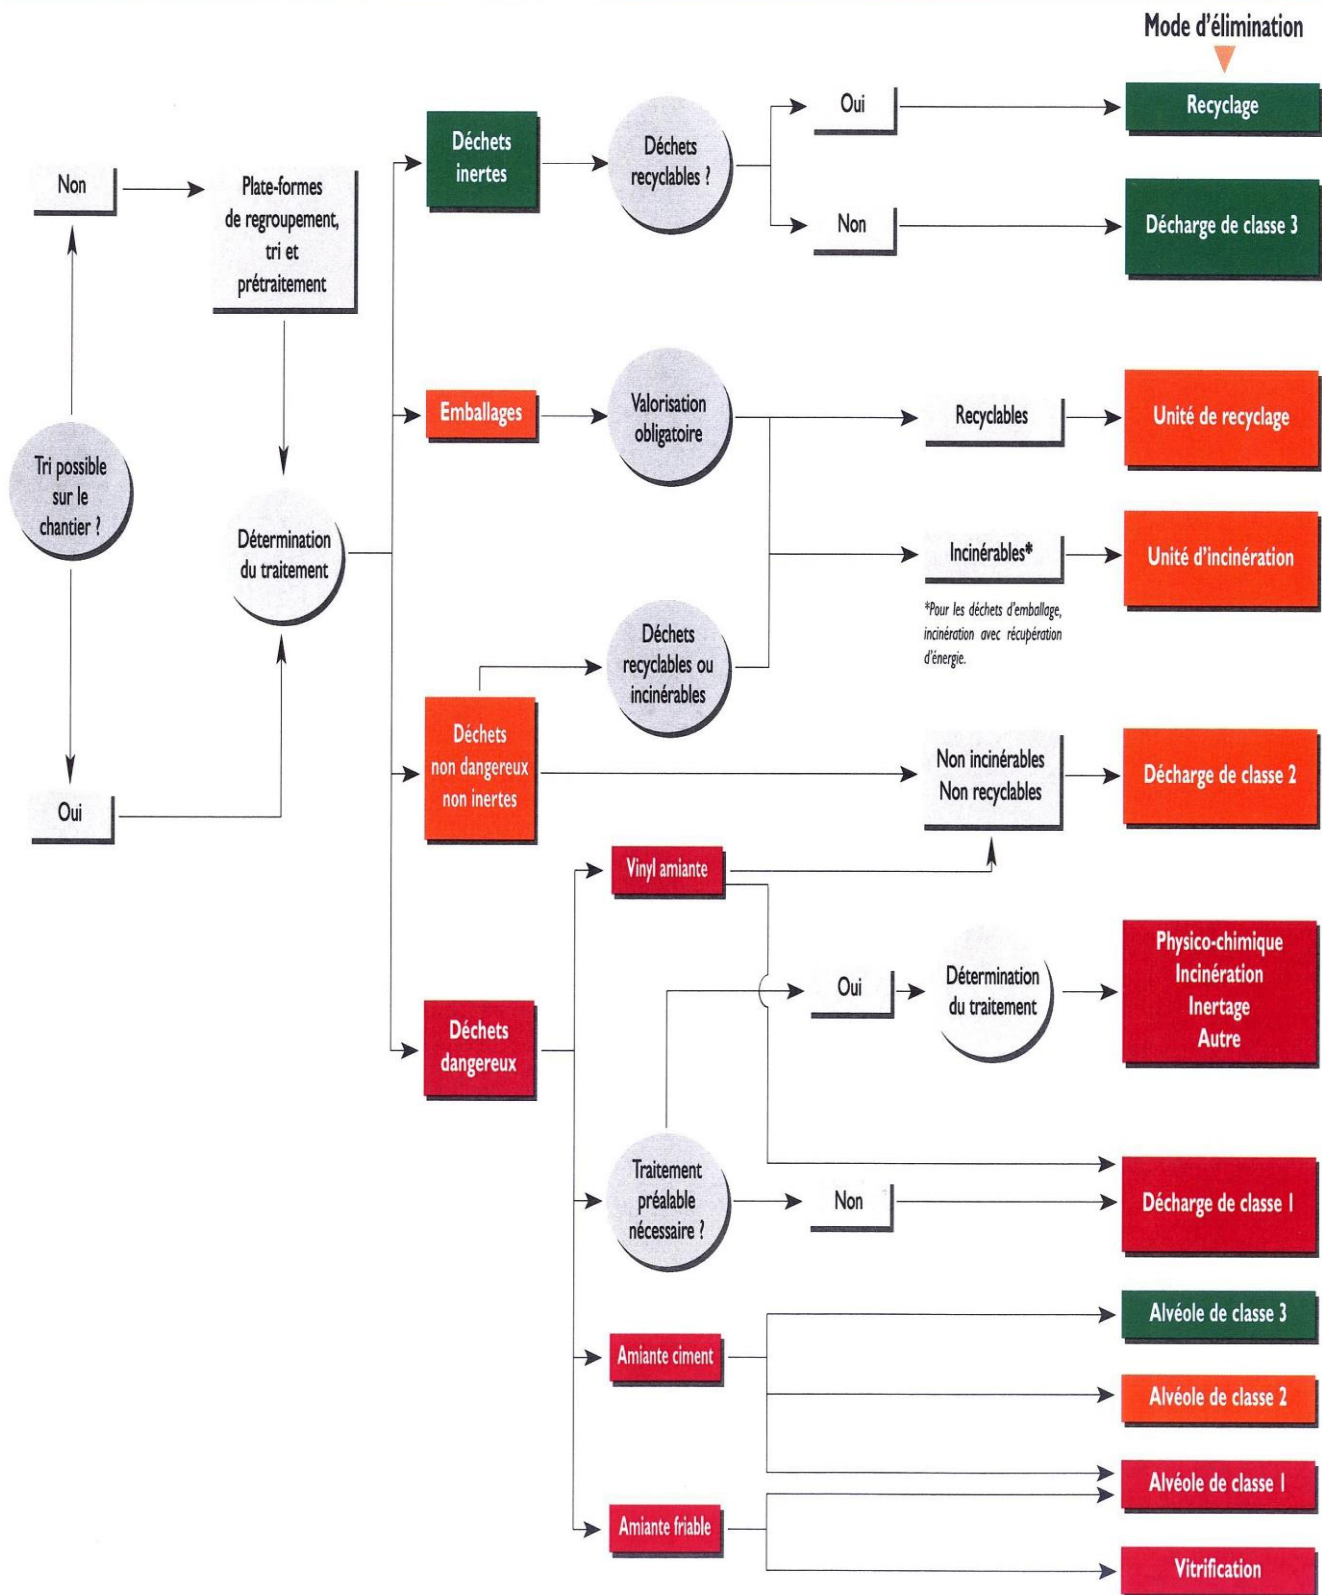 Mode d'élimination
Non
Plate-formes
de regroupement,
tri et
prétraitement
Tri possible
sur le
chantier ?
Oui
Détermination
du traitement
Déchets
inertes
Déchets
recyclables ?
Oui
Recyclage
Non
Décharge de classe 3
Emballages
Valorisation
obligatoire
Recyclables
Unité de recyclage
Incinérables*
Unité d'incinération
*Pour les déchets d'emballage,
incinération avec récupération
d'énergie.
Déchets
recyclables ou
incinérables
Déchets
non dangereux
non inertes
Non incinérables
Non recyclables
Décharge de classe 2
Déchets
dangereux
Vinyl amiante
Oui
Détermination
du traitement
Physico-chimique
Incinération
Inertage
Autre
Traitement
préalable
nécessaire ?
Non
Décharge de classe 1
Amiante ciment
Alvéole de classe 3
Alvéole de classe 2
Alvéole de classe 1
Amiante friable
Vitrification